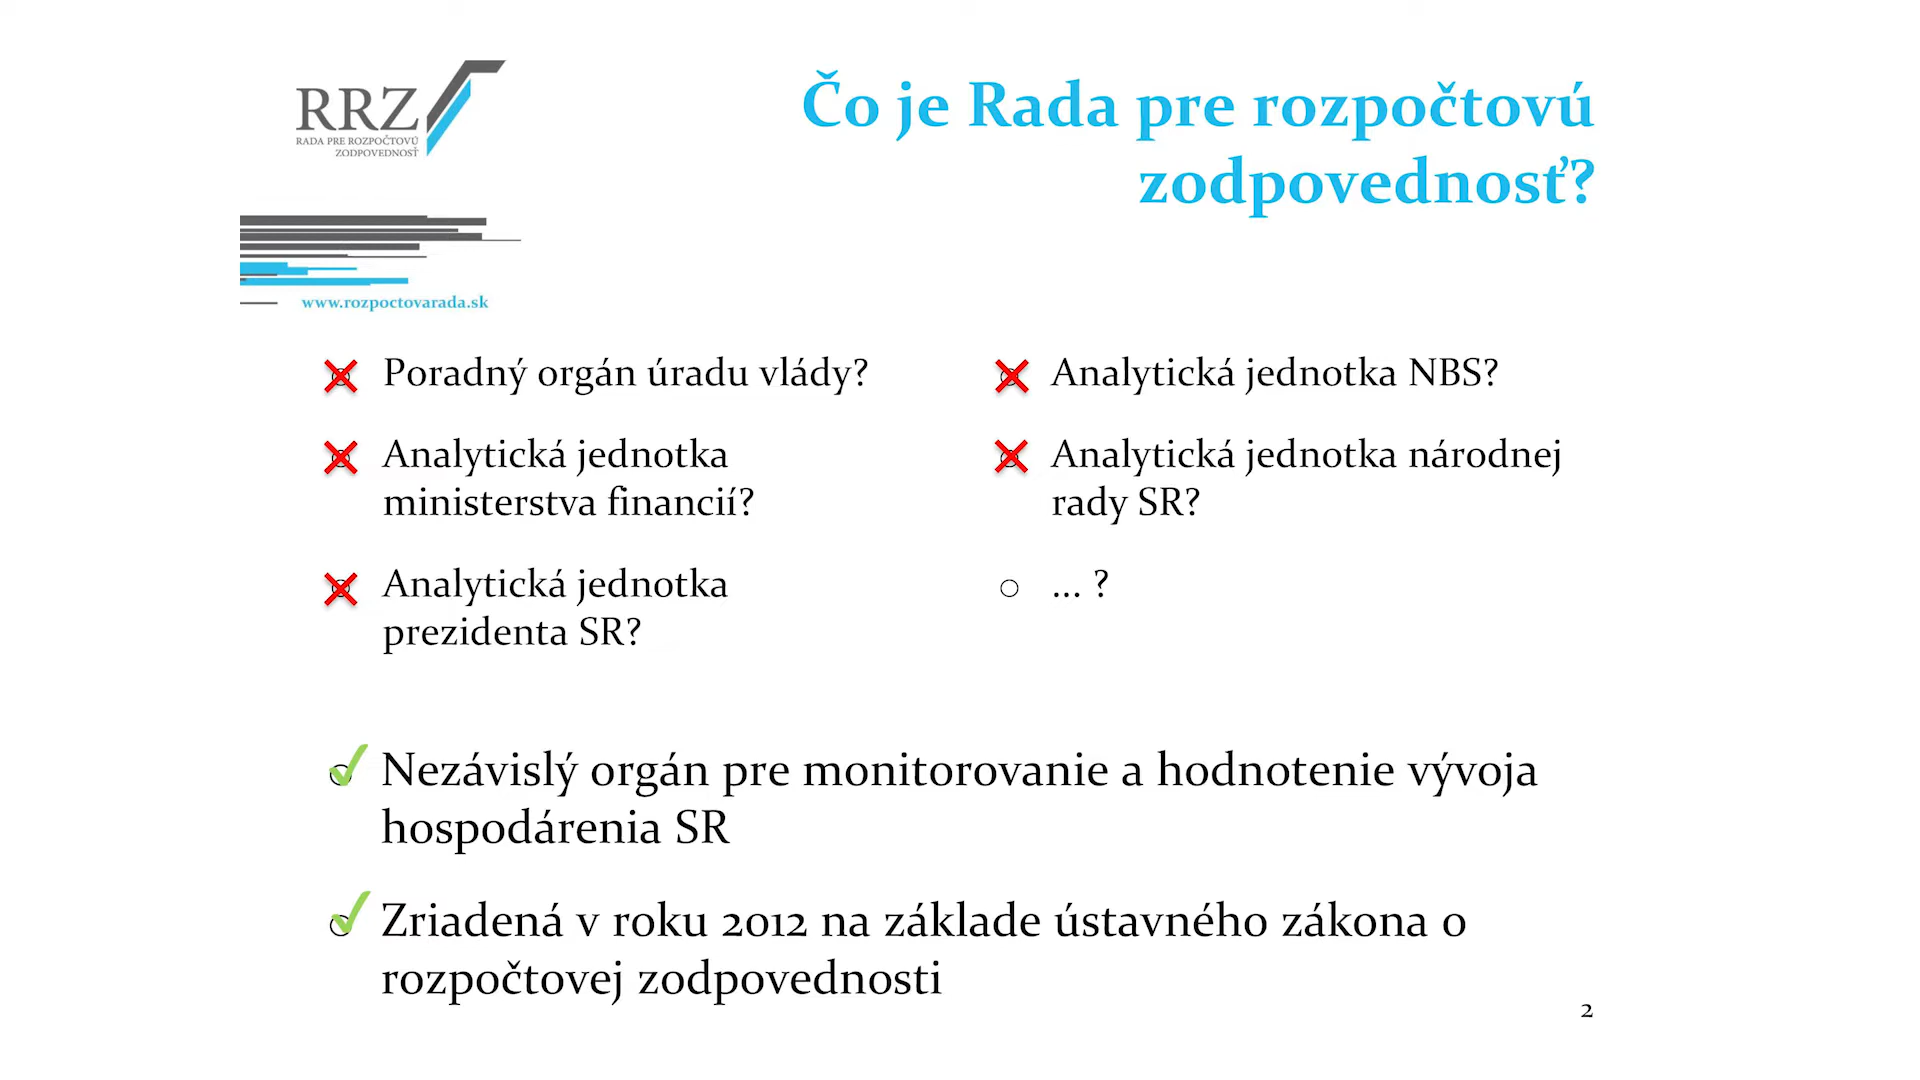 RRZ
RADA PRE ROZPOČTOVÚ
ZODPOVEDNOSŤ
Čo je Rada pre rozpočtovú
zodpovednosť?
www.rozpoctovarada.sk
Poradný orgán úradu vlády?
Analytická jednotka
ministerstva financií?
Analytická jednotka
prezidenta SR?
Analytická jednotka NBS?
Analytická jednotka národnej
rady SR?
... ?
Nezávislý orgán pre monitorovanie a hodnotenie vývoja
hospodárenia SR
Zriadená v roku 2012 na základe ústavného zákona o
rozpočtovej zodpovednosti
2